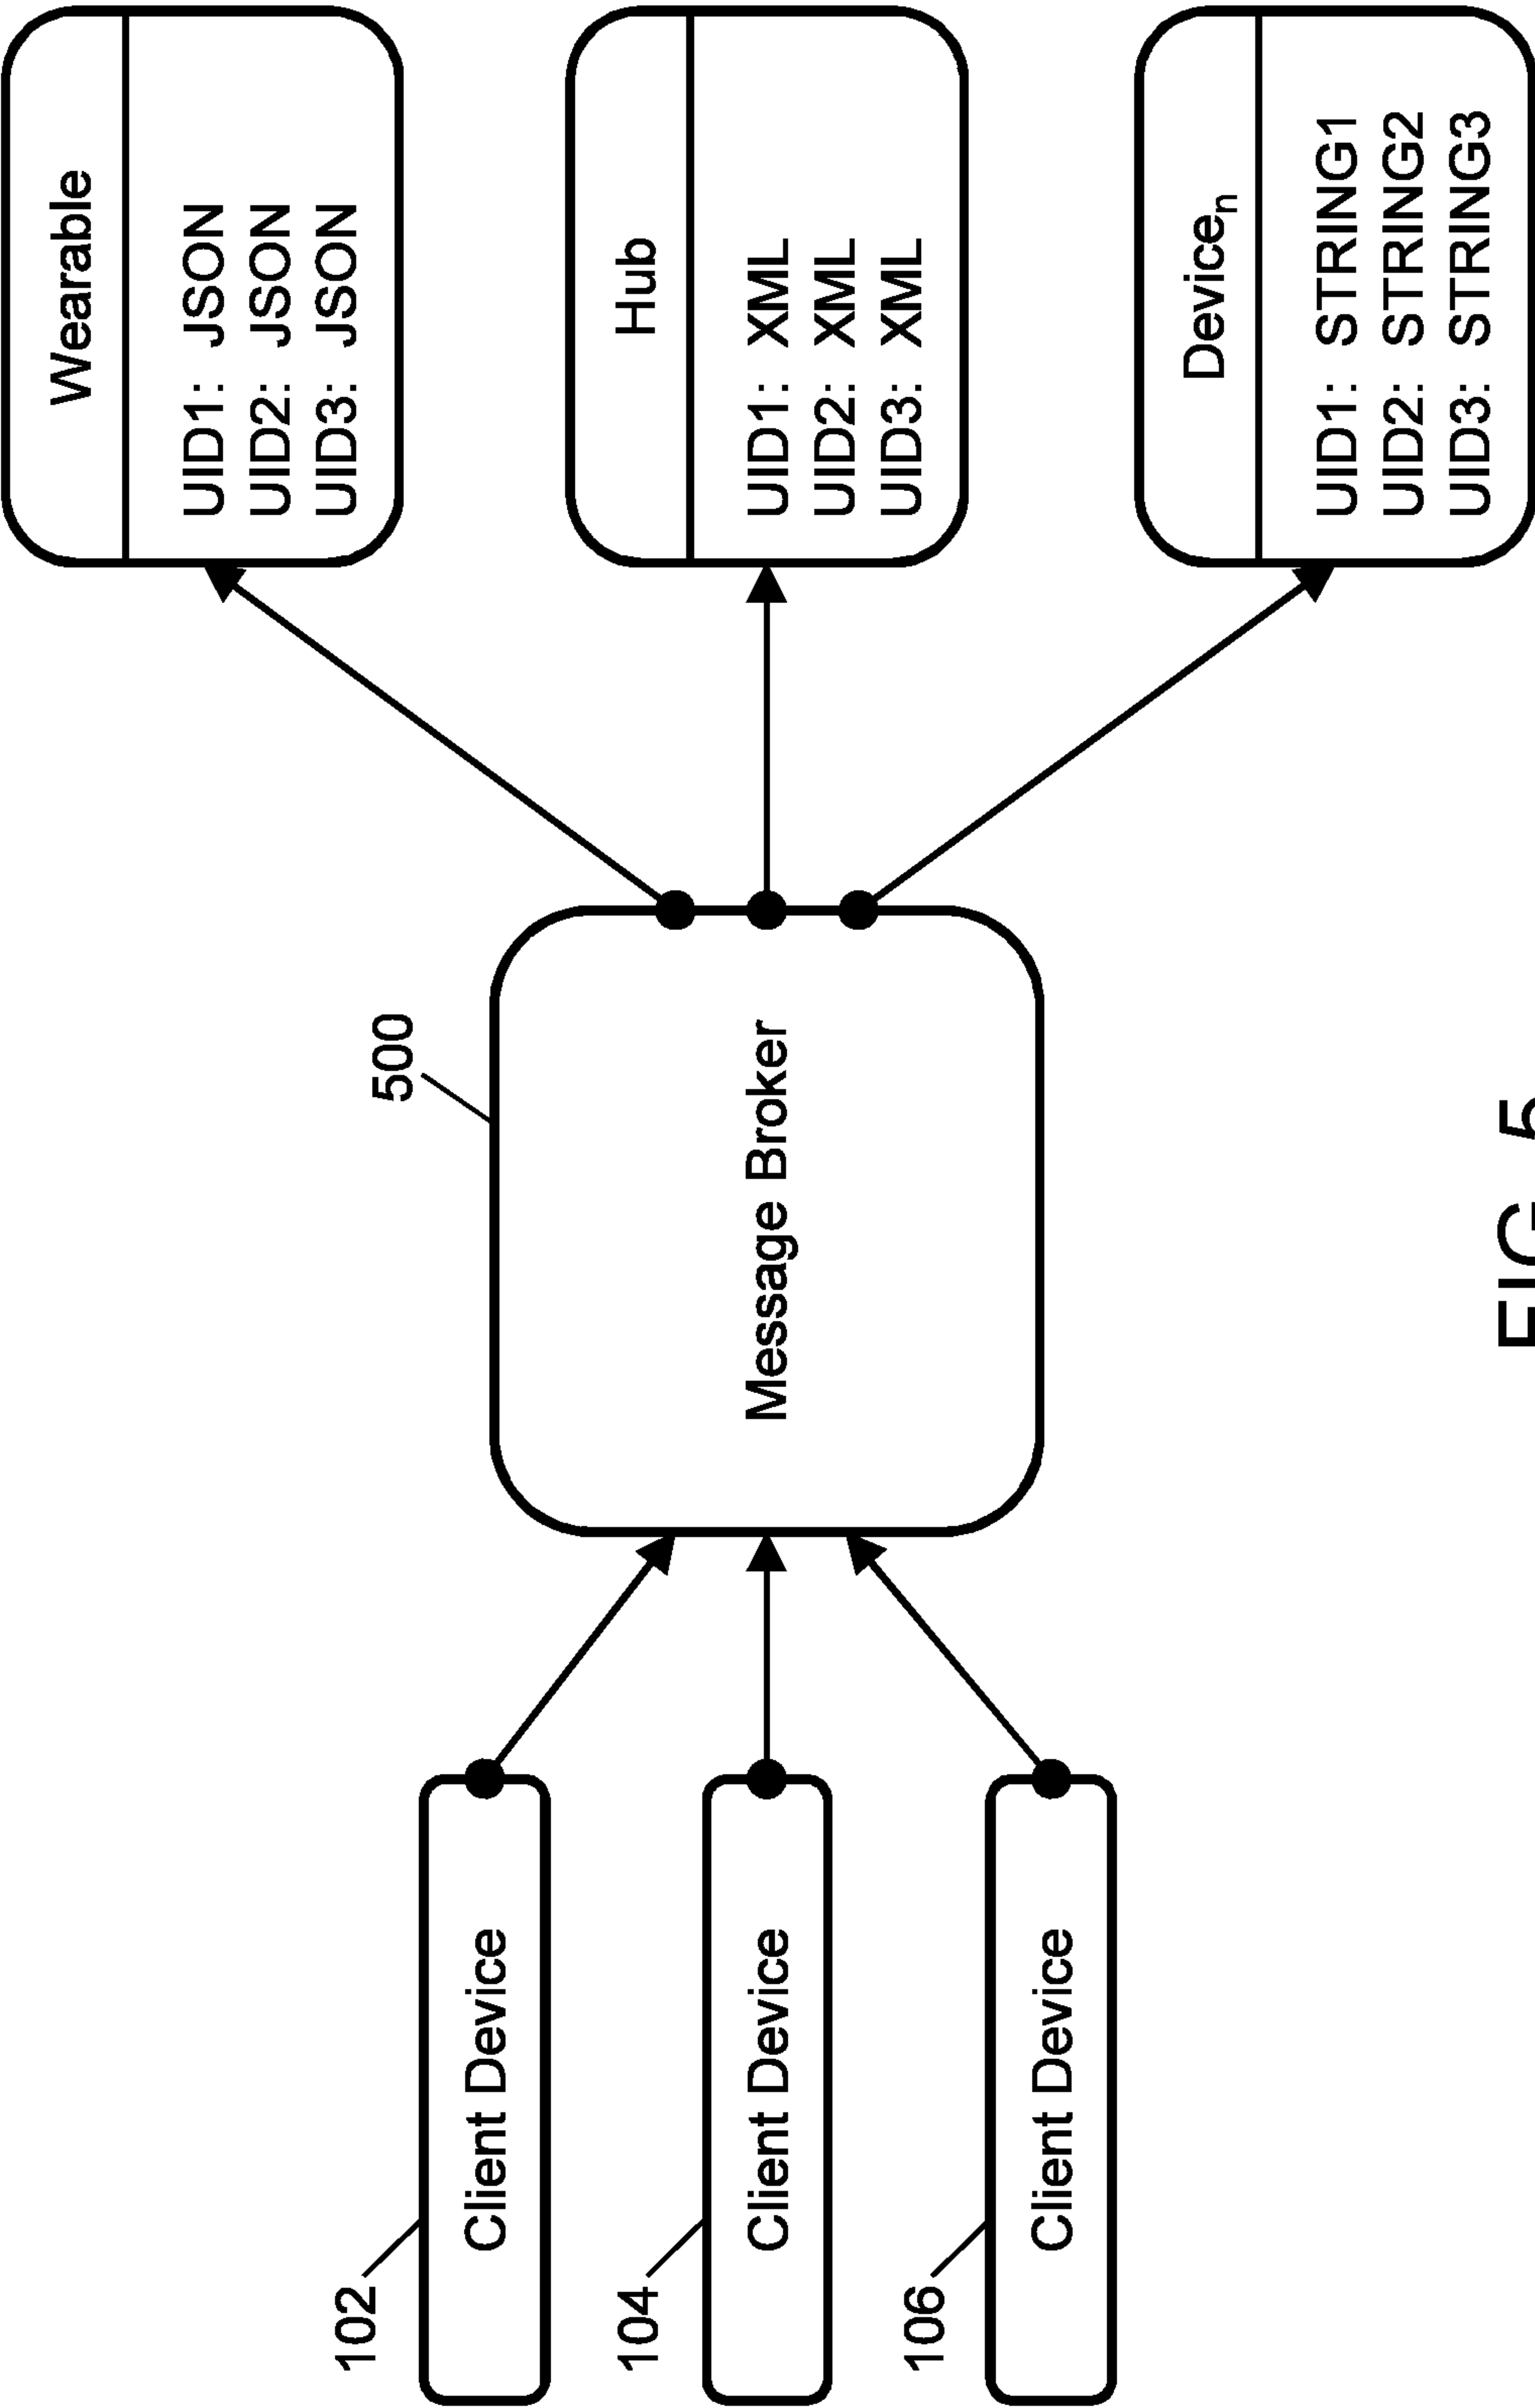 102
Client Device
104
Client Device
106
Client Device
500
Message Broker
Wearable
UID1: JSON
UID2: JSON
UID3: JSON
Hub
UID1: XML
UID2: XML
UID3: XML
Device n
UID1: STRING1
UID2: STRING2
UID3: STRING3
FIG. 5